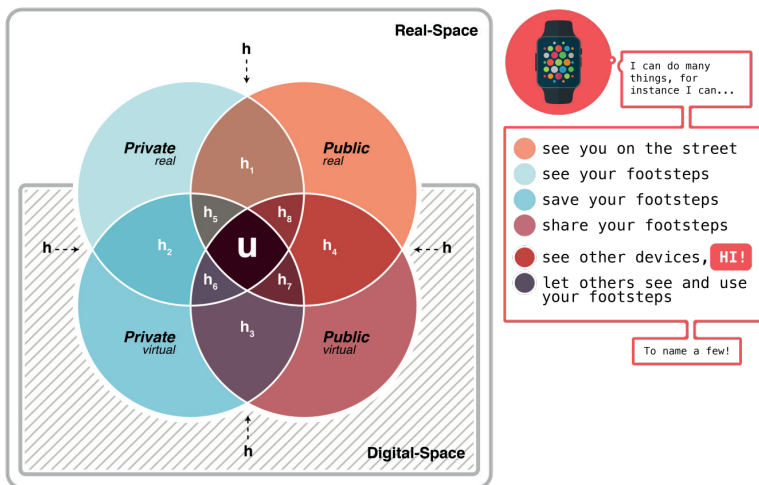 Real-Space
h
Private
real
Public
real
h₁
h₅
h₈
h
h₂
u
h₄
h
h₆
h₇
Private
virtual
h₃
Public
virtual
h
Digital-Space
I can do many
things, for
instance I can...
see you on the street
see your footsteps
save your footsteps
share your footsteps
see other devices, HI!
let others see and use
your footsteps
To name a few!